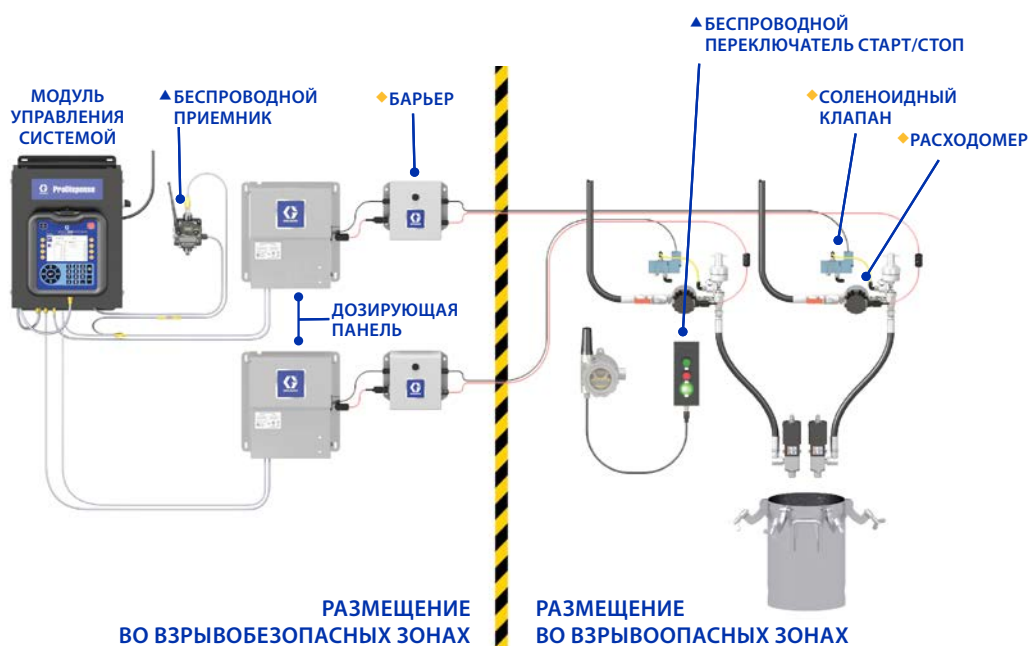 ▲ БЕСПРОВОДНОЙ
ПЕРЕКЛЮЧАТЕЛЬ СТАРТ/СТОП
МОДУЛЬ
УПРАВЛЕНИЯ
СИСТЕМОЙ
▲ БЕСПРОВОДНОЙ
ПРИЕМНИК
◆ БАРЬЕР
◆ СОЛЕНОИДНЫЙ
КЛАПАН
◆ РАСХОДОМЕР
ProDispense
ДОЗИРУЮЩАЯ
ПАНЕЛЬ
РАЗМЕЩЕНИЕ
ВО ВЗРЫВОБЕЗОПАСНЫХ ЗОНАХ
РАЗМЕЩЕНИЕ
ВО ВЗРЫВООПАСНЫХ ЗОНАХ